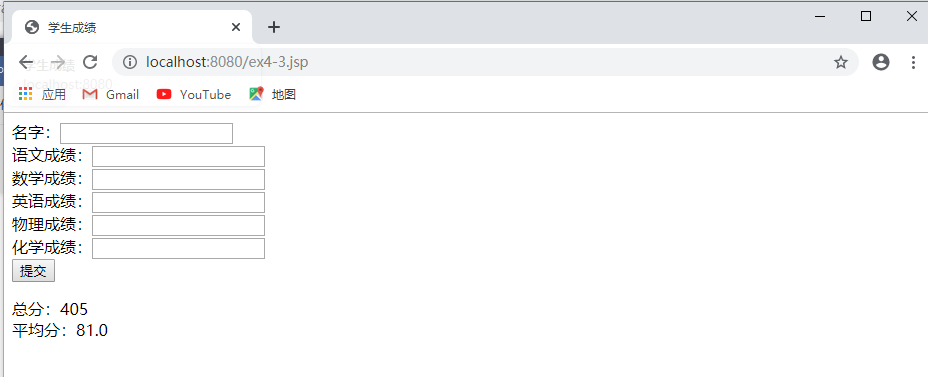 学生成绩
localhost:8080/ex4-3.jsp
应用 Gmail YouTube 地图
名字：
语文成绩：
数学成绩：
英语成绩：
物理成绩：
化学成绩：
提交
总分：405
平均分：81.0